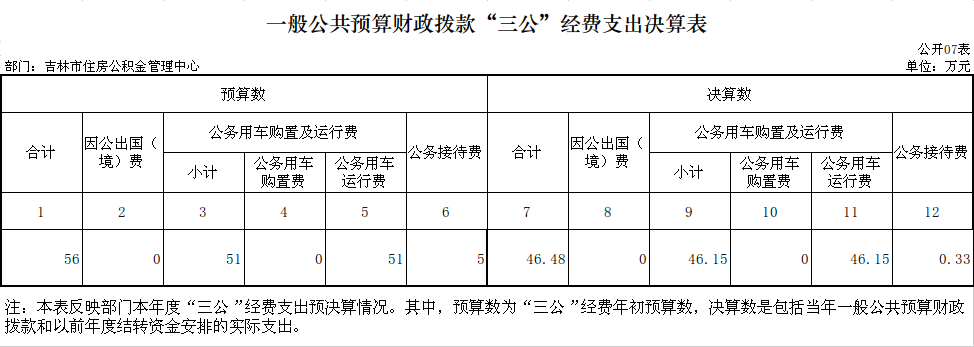 一般公共预算财政拨款“三公”经费支出决算表
公开07表
部门：吉林市住房公积金管理中心 单位：万元
预算数 决算数
合计 因公出国（境）费 公务用车购置及运行费 公务接待费 合计 因公出国（境）费 公务用车购置及运行费 公务接待费
小计 公务用车购置费 公务用车运行费 小计 公务用车购置费 公务用车运行费
1 2 3 4 5 6 7 8 9 10 11 12
56 0 51 0 51 5 46.48 0 46.15 0 46.15 0.33
注：本表反映部门本年度“三公”经费支出预决算情况。其中，预算数为“三公”经费年初预算数，决算数是包括当年一般公共预算财政
拨款和以前年度结转资金安排的实际支出。